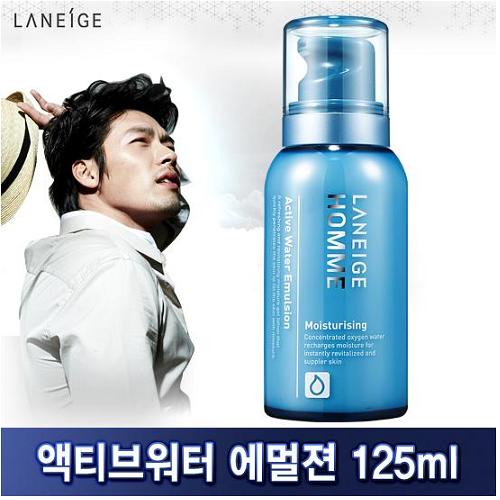 LANEIGE
LANEIGE
HOMME
Active Water Emulsion
Moisturising
Concentrated oxygen water
recharges moisture for
instantly revitalized and
suppler skin
액티브워터 에멀젼 125ml